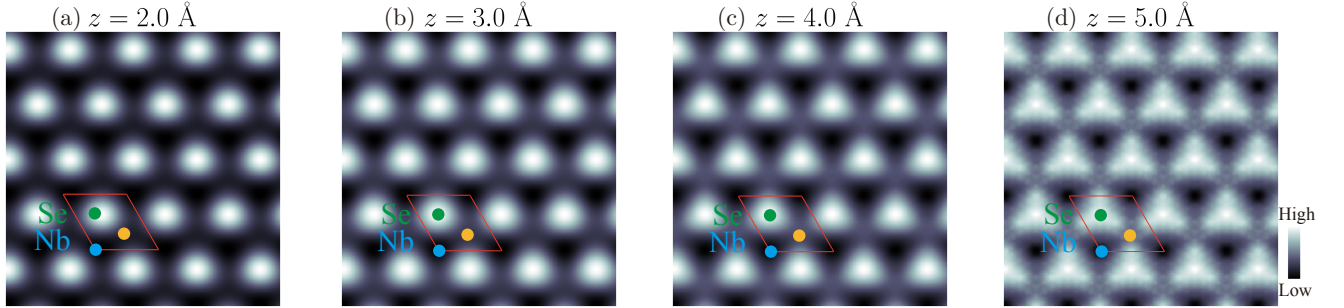 (a) z = 2.0 Å
(b) z = 3.0 Å
(c) z = 4.0 Å
(d) z = 5.0 Å
Se
Nb
Se
Nb
Se
Nb
Se
Nb
High
Low